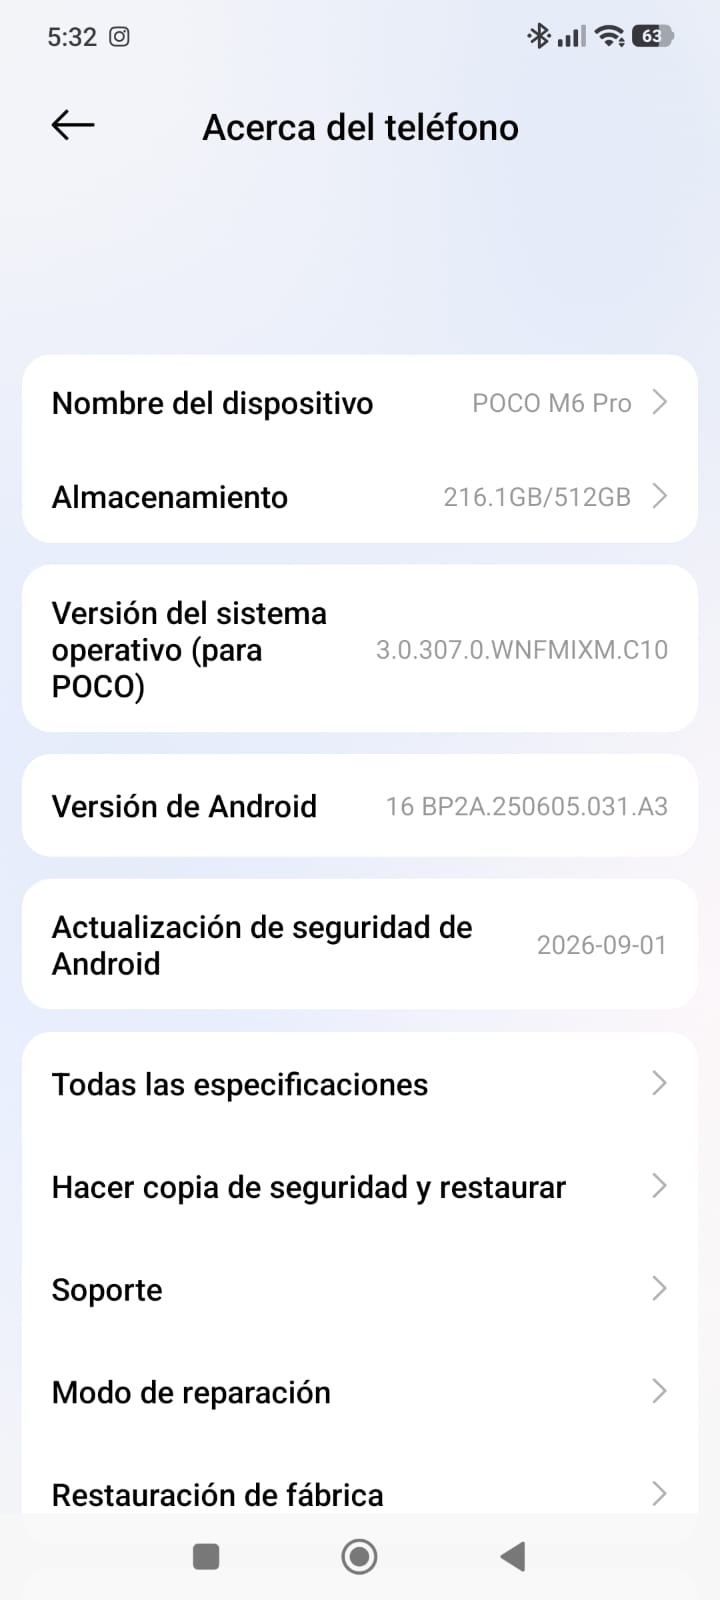 5:32
63
Acerca del teléfono
Nombre del dispositivo
POCO M6 Pro
Almacenamiento
216.1GB/512GB
Versión del sistema
operativo (para
POCO)
3.0.307.0.WNFMIXM.C10
Versión de Android
16 BP2A.250605.031.A3
Actualización de seguridad de
Android
2026-09-01
Todas las especificaciones
Hacer copia de seguridad y restaurar
Soporte
Modo de reparación
Restauración de fábrica